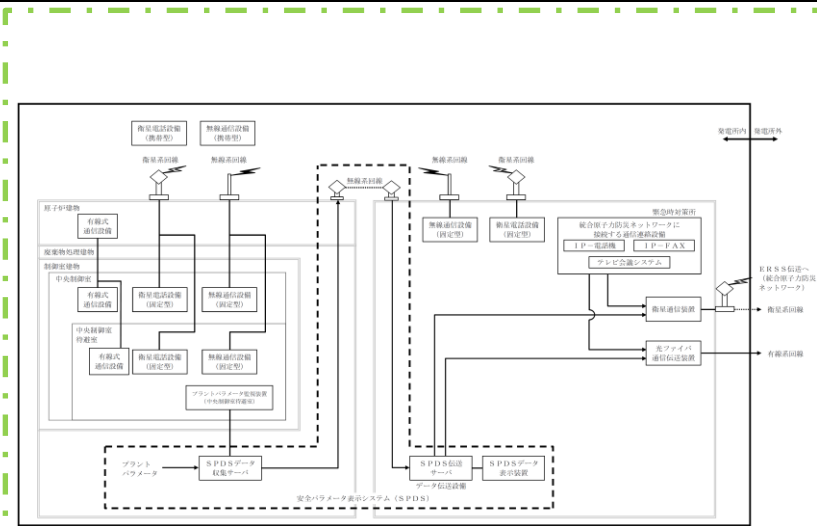 衛星電話設備
(携帯型)
無線通信設備
(携帯型)
衛星系回線
無線系回線
無線系回線
無線系回線
衛星系回線
発電所内
発電所外
原子炉建物
有線式
通信設備
廃棄物処理建物
制御室建物
中央制御室
有線式
通信設備
衛星電話設備
(固定型)
無線通信設備
(固定型)
中央制御室
待避室
有線式
通信設備
衛星電話設備
(固定型)
無線通信設備
(固定型)
プラントパラメータ監視装置
(中央制御室待避室)
プラント
パラメータ
SPDSデータ
収集サーバ
無線通信設備
(固定型)
衛星電話設備
(固定型)
緊急時対策所
統合原子力防災ネットワークに
接続する通信連絡設備
IP-電話機
IP-FAX
テレビ会議システム
衛星通信装置
光ファイバ
通信伝送装置
ERSS伝送へ
(統合原子力防災
ネットワーク)
衛星系回線
有線系回線
SPDS伝送
サーバ
SPDSデータ
表示装置
データ伝送設備
安全パラメータ表示システム(SPDS)